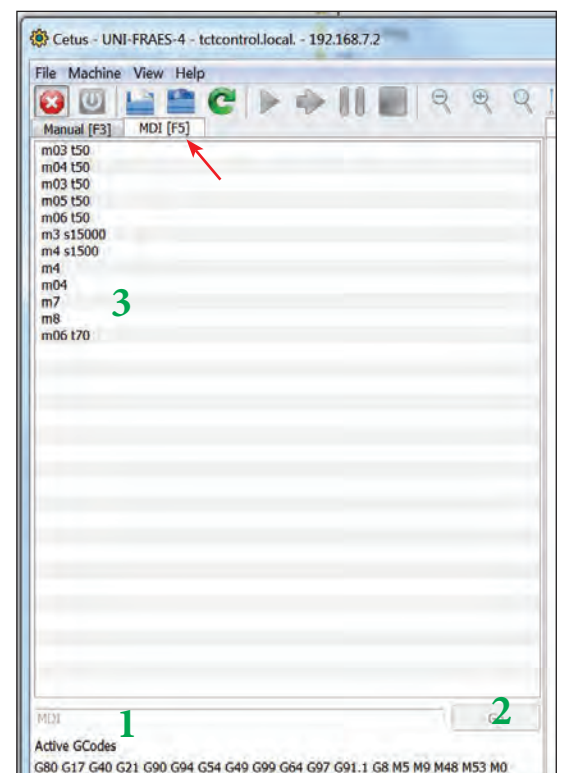 Cetus - UNI-FRAES-4 - tctcontrol.local. - 192.168.7.2
File Machine View Help
Manual [F3] MDI [F5]
m03 t50
m04 t50
m03 t50
m05 t50
m06 t50
m3 s15000
m4 s1500
m4
m04
m7
m8
m06 t70
3
MDI
1
2
Active GCodes
G80 G17 G40 G21 G90 G94 G54 G49 G99 G64 G97 G91.1 G8 M5 M9 M48 M53 M0